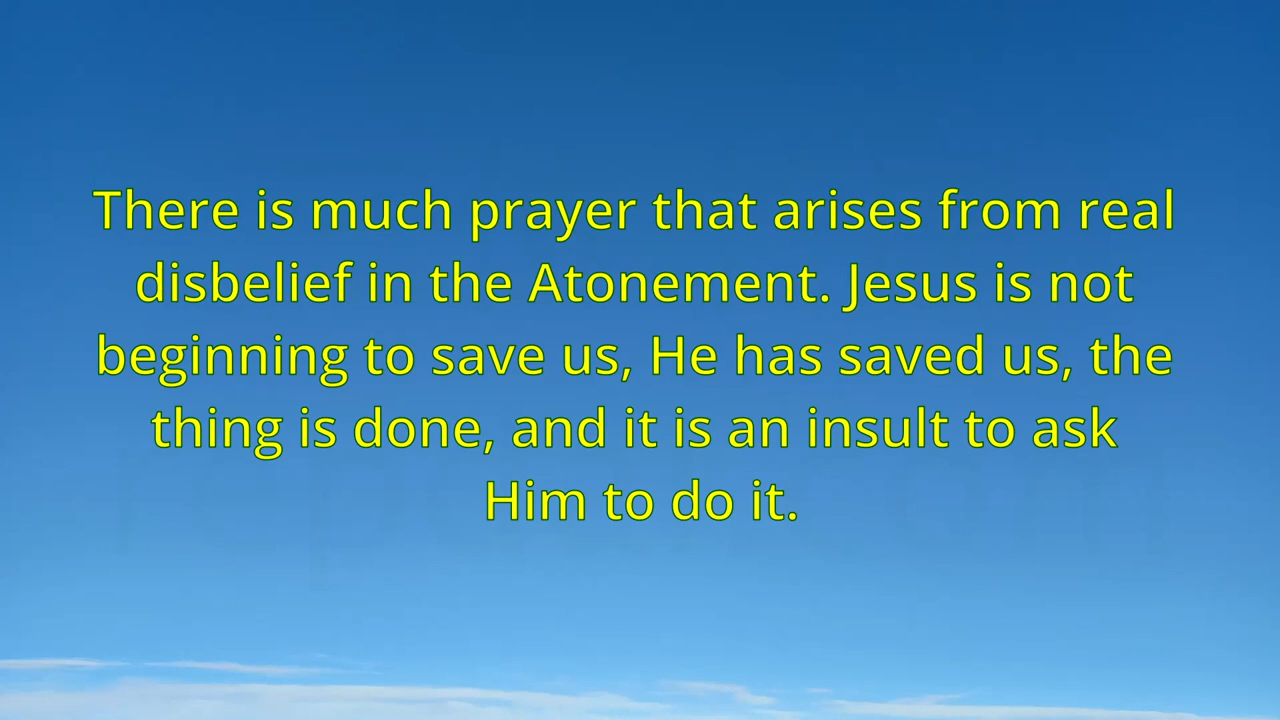 There is much prayer that arises from real
disbelief in the Atonement. Jesus is not
beginning to save us, He has saved us, the
thing is done, and it is an insult to ask
Him to do it.